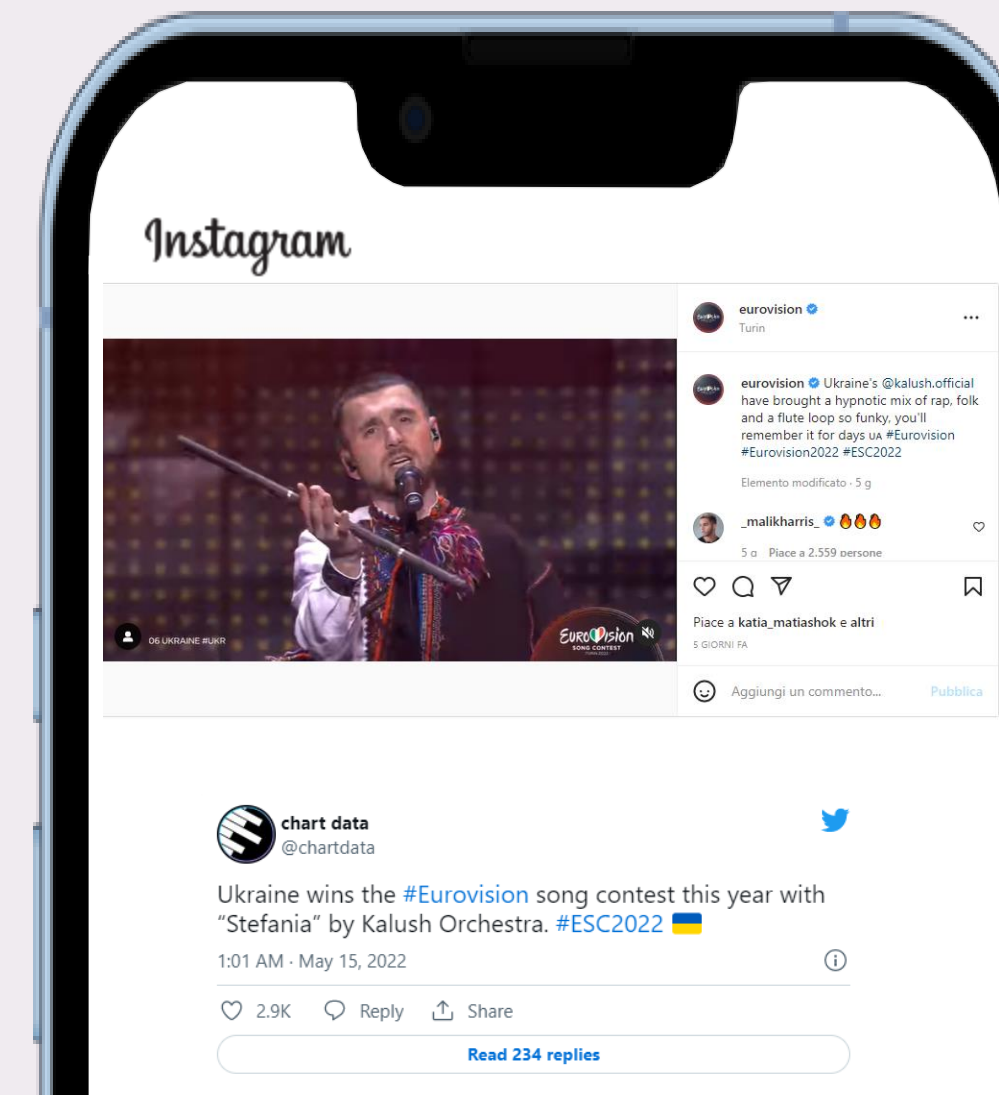 Instagram
eurovision
Turin
eurovision Ukraine's @kalush.official
have brought a hypnotic mix of rap, folk
and a flute loop so funky, you'll
remember it for days UA #Eurovision
#Eurovision2022 #ESC2022
Elemento modificato · 5 g
_malikharris_ 🔥🔥🔥
5 g Piace a 2.559 persone
06 UKRAINE #UKR
EUROVISION
SONG CONTEST
Piace a katia_matiashok e altri
5 GIORNI FA
Aggiungi un commento... Pubblica
chart data
@chartdata
Ukraine wins the #Eurovision song contest this year with
“Stefania” by Kalush Orchestra. #ESC2022 🇺🇦
1:01 AM · May 15, 2022
2.9K Reply Share
Read 234 replies